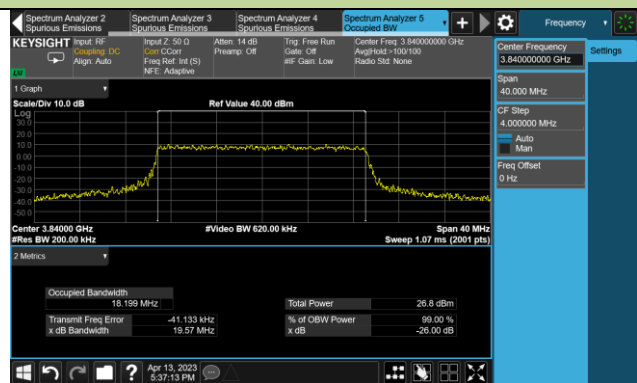 Spectrum Analyzer 2
Spurious Emissions
Spectrum Analyzer 3
Spurious Emissions
Spectrum Analyzer 4
Spurious Emissions
Spectrum Analyzer 5
Occupied BW
Frequency
KEYSIGHT
Input: RF
Coupling: DC
Align: Auto
Input Z: 50 Ω
Corr CCorr
Freq Ref: Int (S)
NFE: Adaptive
Atten: 14 dB
Preamp: Off
Trig: Free Run
Gate: Off
#IF Gain: Low
Center Freq: 3.840000000 GHz
Avg|Hold:>100/100
Radio Std: None
Center Frequency
3.840000000 GHz
Settings
Span
40.000 MHz
CF Step
4.000000 MHz
Auto
Man
Freq Offset
0 Hz
1 Graph
Scale/Div 10.0 dB
Ref Value 40.00 dBm
Log
30.0
20.0
10.0
0.00
-10.0
-20.0
-30.0
-40.0
-50.0
Center 3.84000 GHz
#Res BW 200.00 kHz
#Video BW 620.00 kHz
Span 40 MHz
Sweep 1.07 ms (2001 pts)
2 Metrics
Occupied Bandwidth
18.199 MHz
Total Power
26.8 dBm
Transmit Freq Error
-41.133 kHz
% of OBW Power
99.00 %
x dB Bandwidth
19.57 MHz
x dB
-26.00 dB
?
Apr 13, 2023
5:37:13 PM